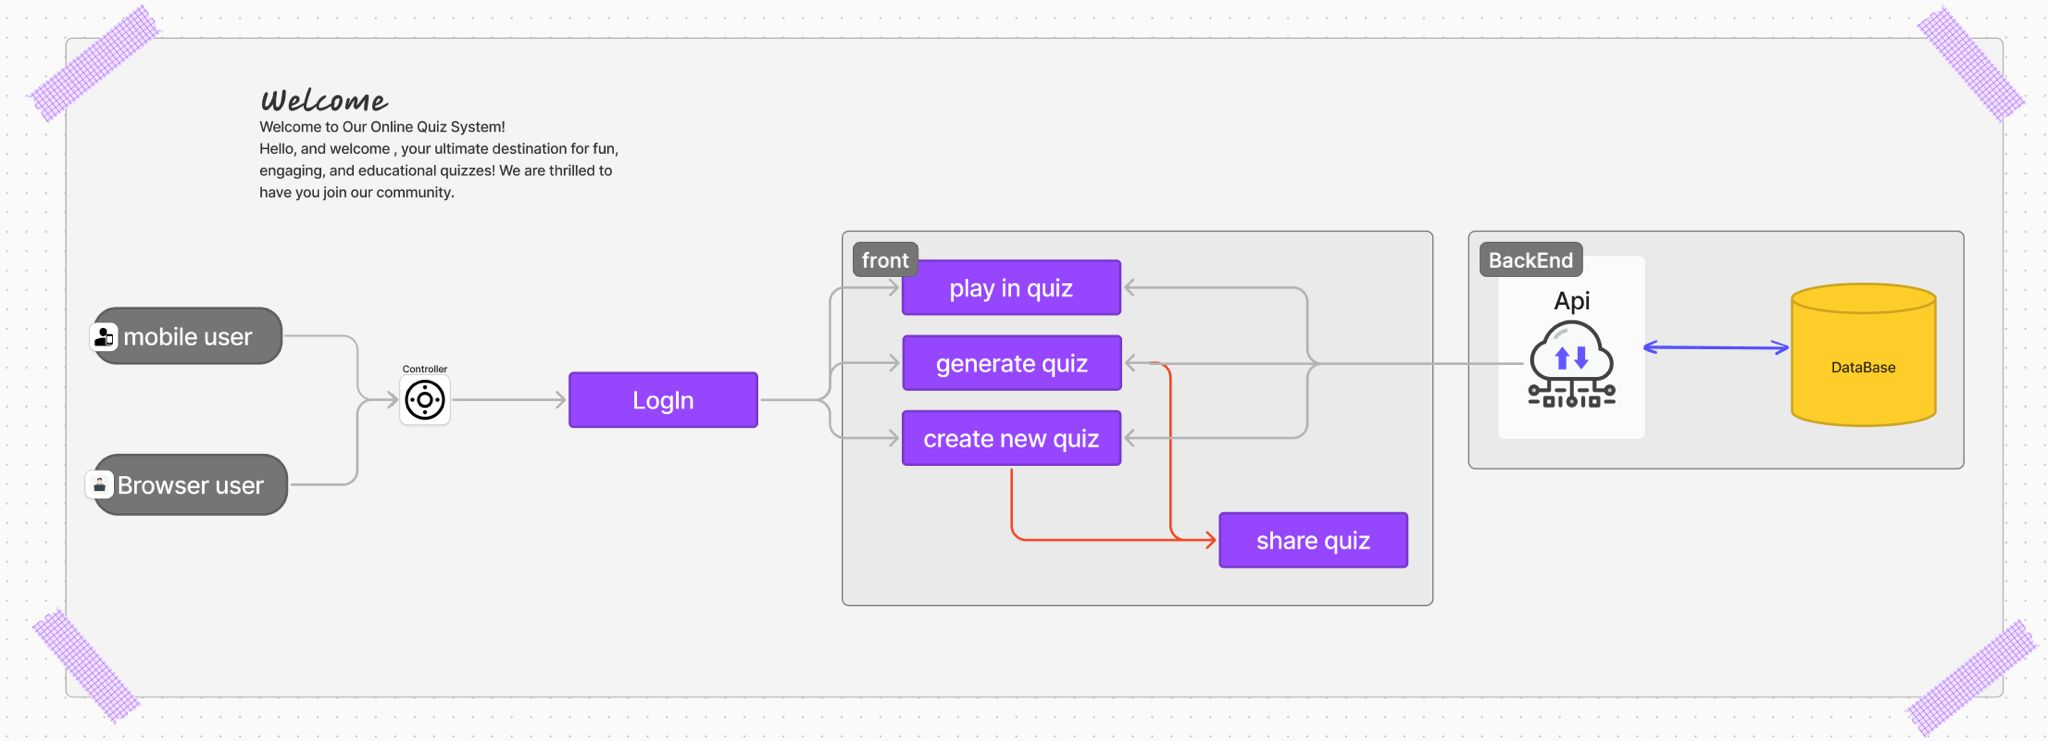 Welcome
Welcome to Our Online Quiz System!
Hello, and welcome , your ultimate destination for fun,
engaging, and educational quizzes! We are thrilled to
have you join our community.
mobile user
Browser user
Controller
LogIn
front
play in quiz
generate quiz
create new quiz
share quiz
BackEnd
Api
DataBase